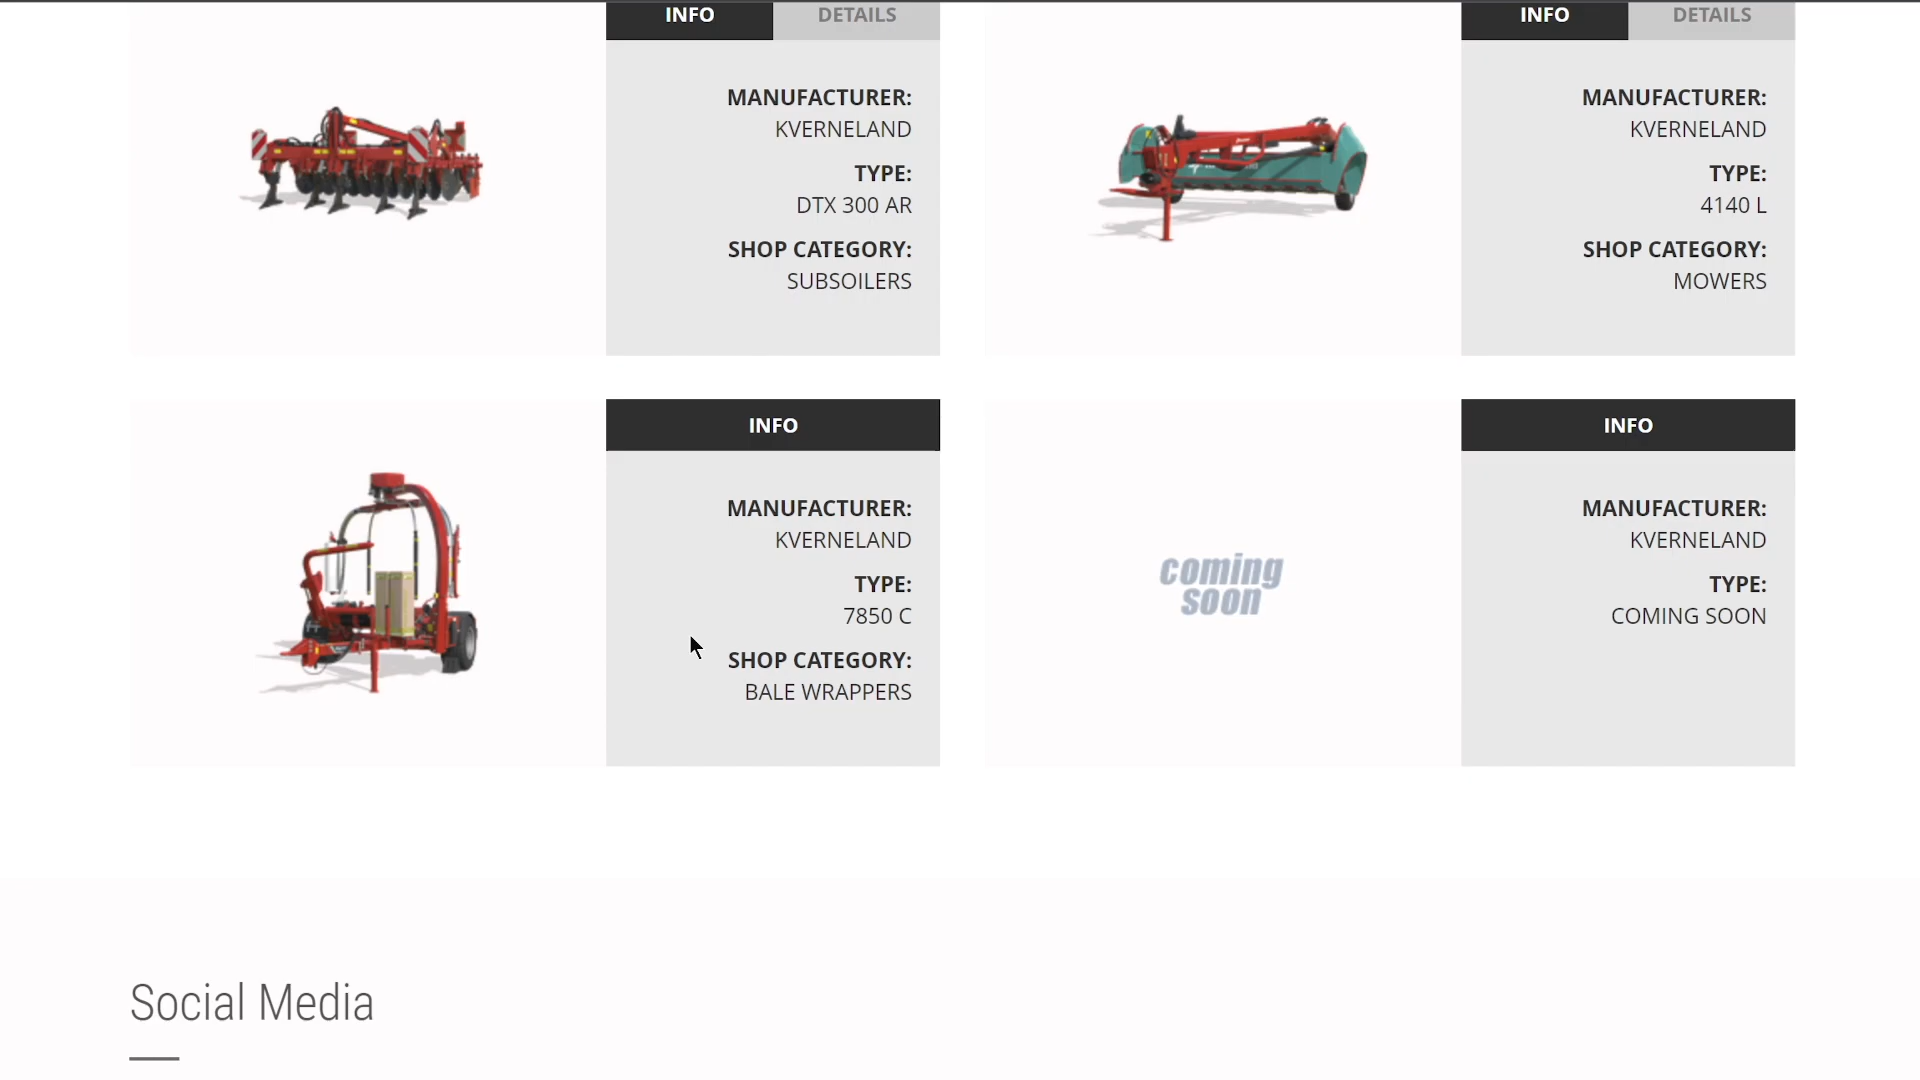 INFO
DETAILS
MANUFACTURER:
KVERNELAND
TYPE:
DTX 300 AR
SHOP CATEGORY:
SUBSOILERS
INFO
DETAILS
MANUFACTURER:
KVERNELAND
TYPE:
4140 L
SHOP CATEGORY:
MOWERS
INFO
MANUFACTURER:
KVERNELAND
TYPE:
7850 C
SHOP CATEGORY:
BALE WRAPPERS
coming
soon
INFO
MANUFACTURER:
KVERNELAND
TYPE:
COMING SOON
Social Media